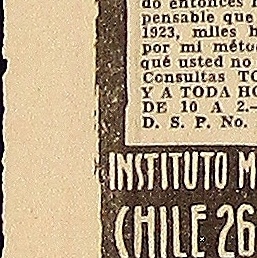 do entonces h
pensable que
1923, miles h
por mi méto
qué usted no
Consultas TO
Y A TODA HO
DE 10 A 2.—
D. S. P. No.
INSTITUTO M
CHILE 26